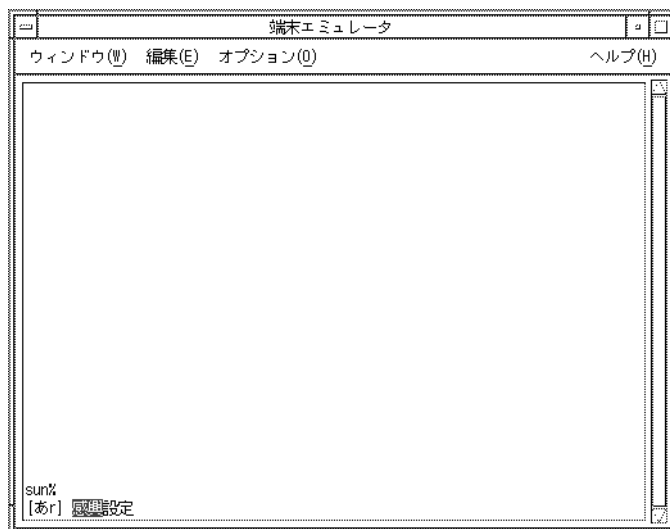 端末エミュレータ
ウィンドウ(W) 編集(E) オプション(O) ヘルプ(H)
sun%
[あr] 感興設定